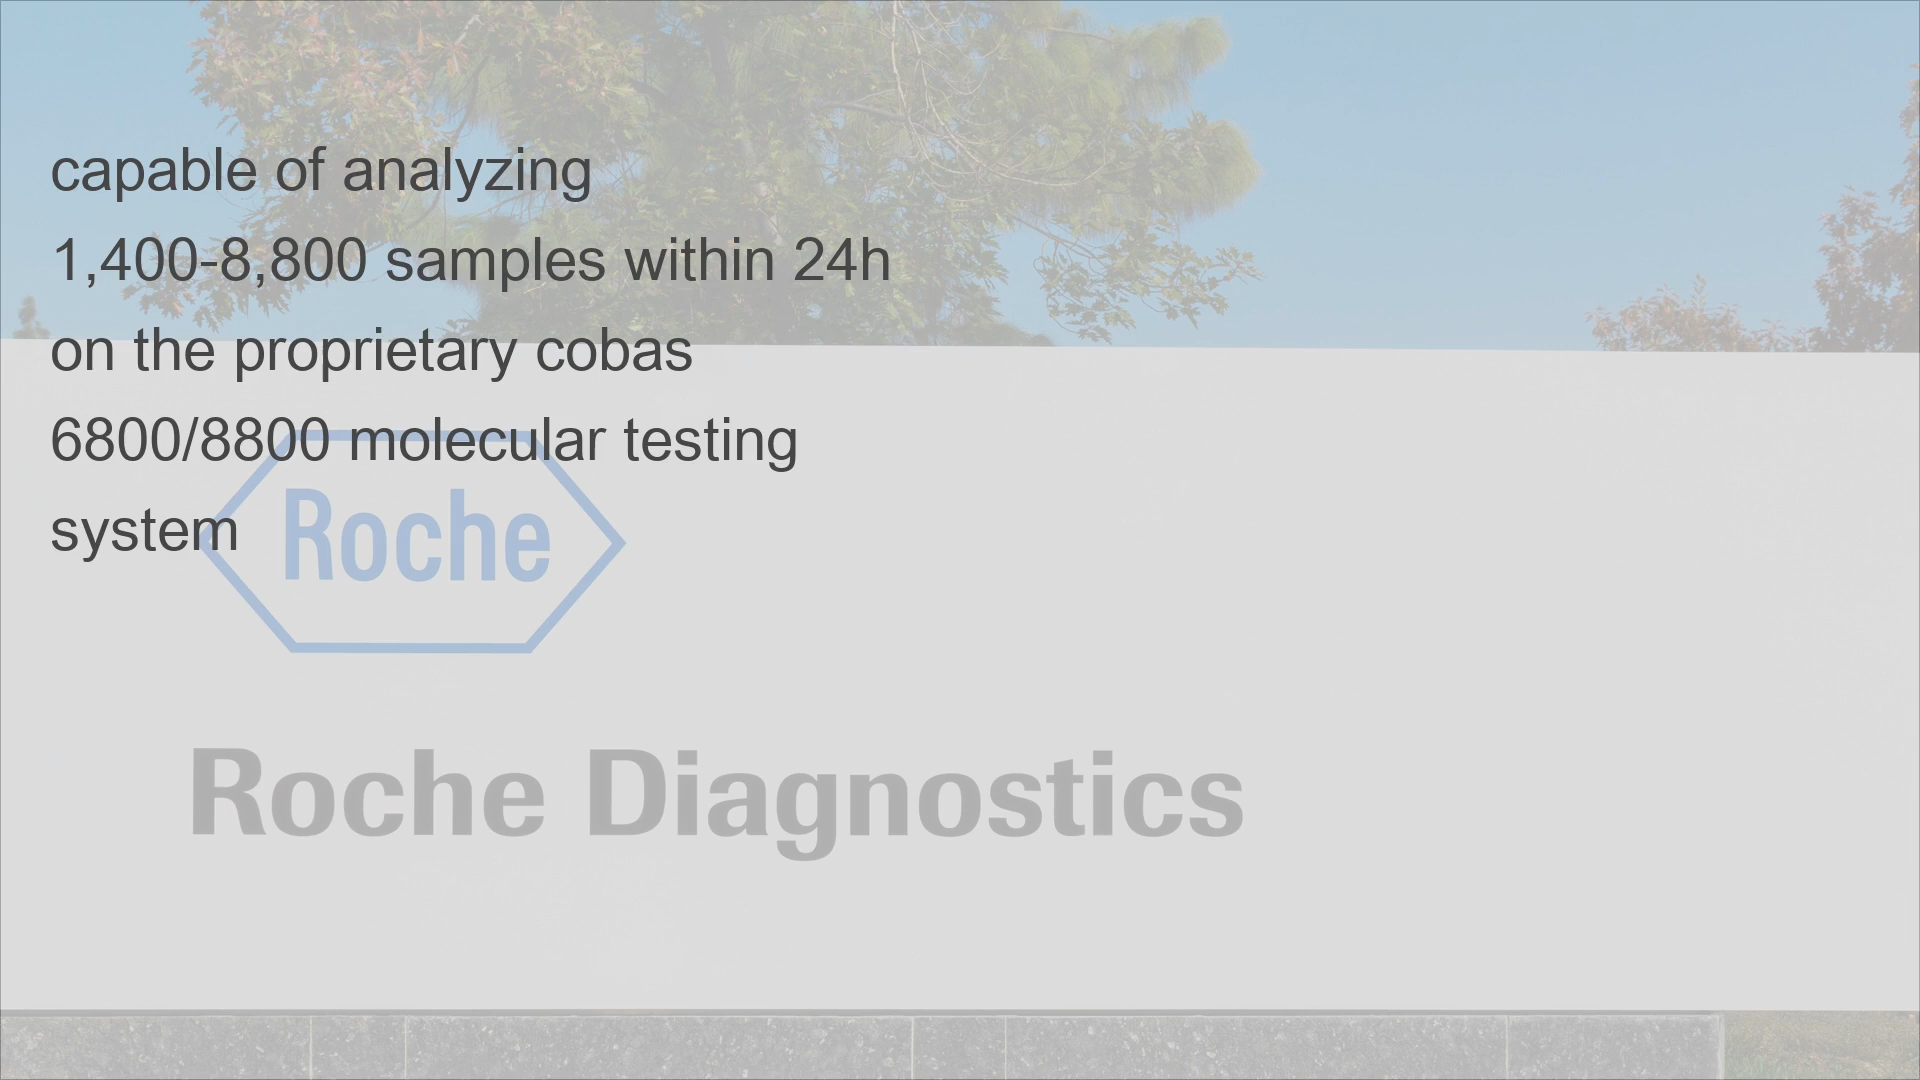 capable of analyzing
1,400-8,800 samples within 24h
on the proprietary cobas
6800/8800 molecular testing
system
Roche
Roche Diagnostics